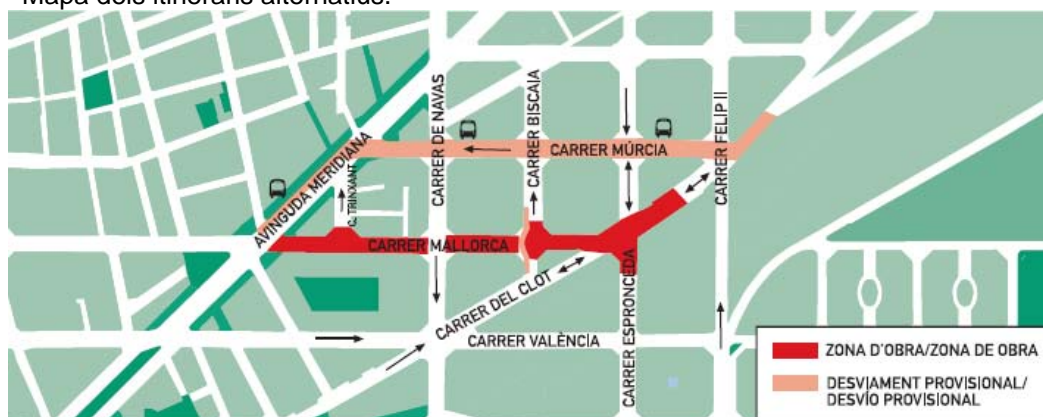 Mapa dels itineraris alternatius.
CARRER DE NAVAS
CARRER BISCAIA
CARRER FELIP II
CARRER MÚRCIA
AVINGUDA MERIDIANA
C. TRINXANT
CARRER MALLORCA
CARRER DEL CLOT
CARRER ESPRONCEDA
CARRER VALÈNCIA
ZONA D'OBRA/ZONA DE OBRA
DESVIAMENT PROVISIONAL/
DESVÍO PROVISIONAL